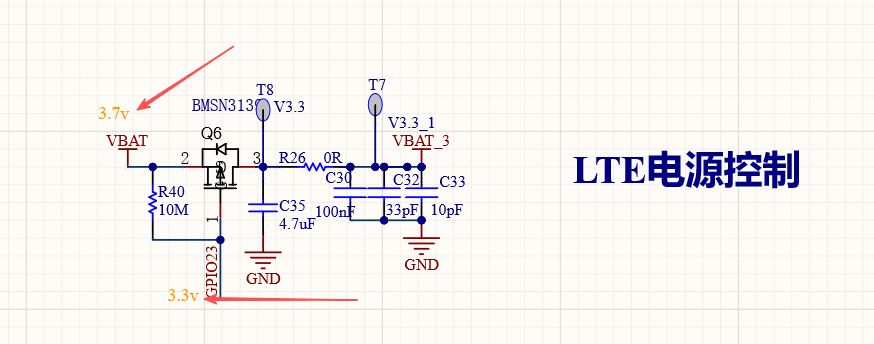 T8
T7
3.7v
BMSN3139
V3.3
V3.3_1
VBAT
Q6
VBAT_3
2
3
R26
0R
LTE电源控制
R40
10M
C30
C32
C33
C35
100nF
33pF
10pF
4.7uF
1
GPIO23
GND
GND
3.3v